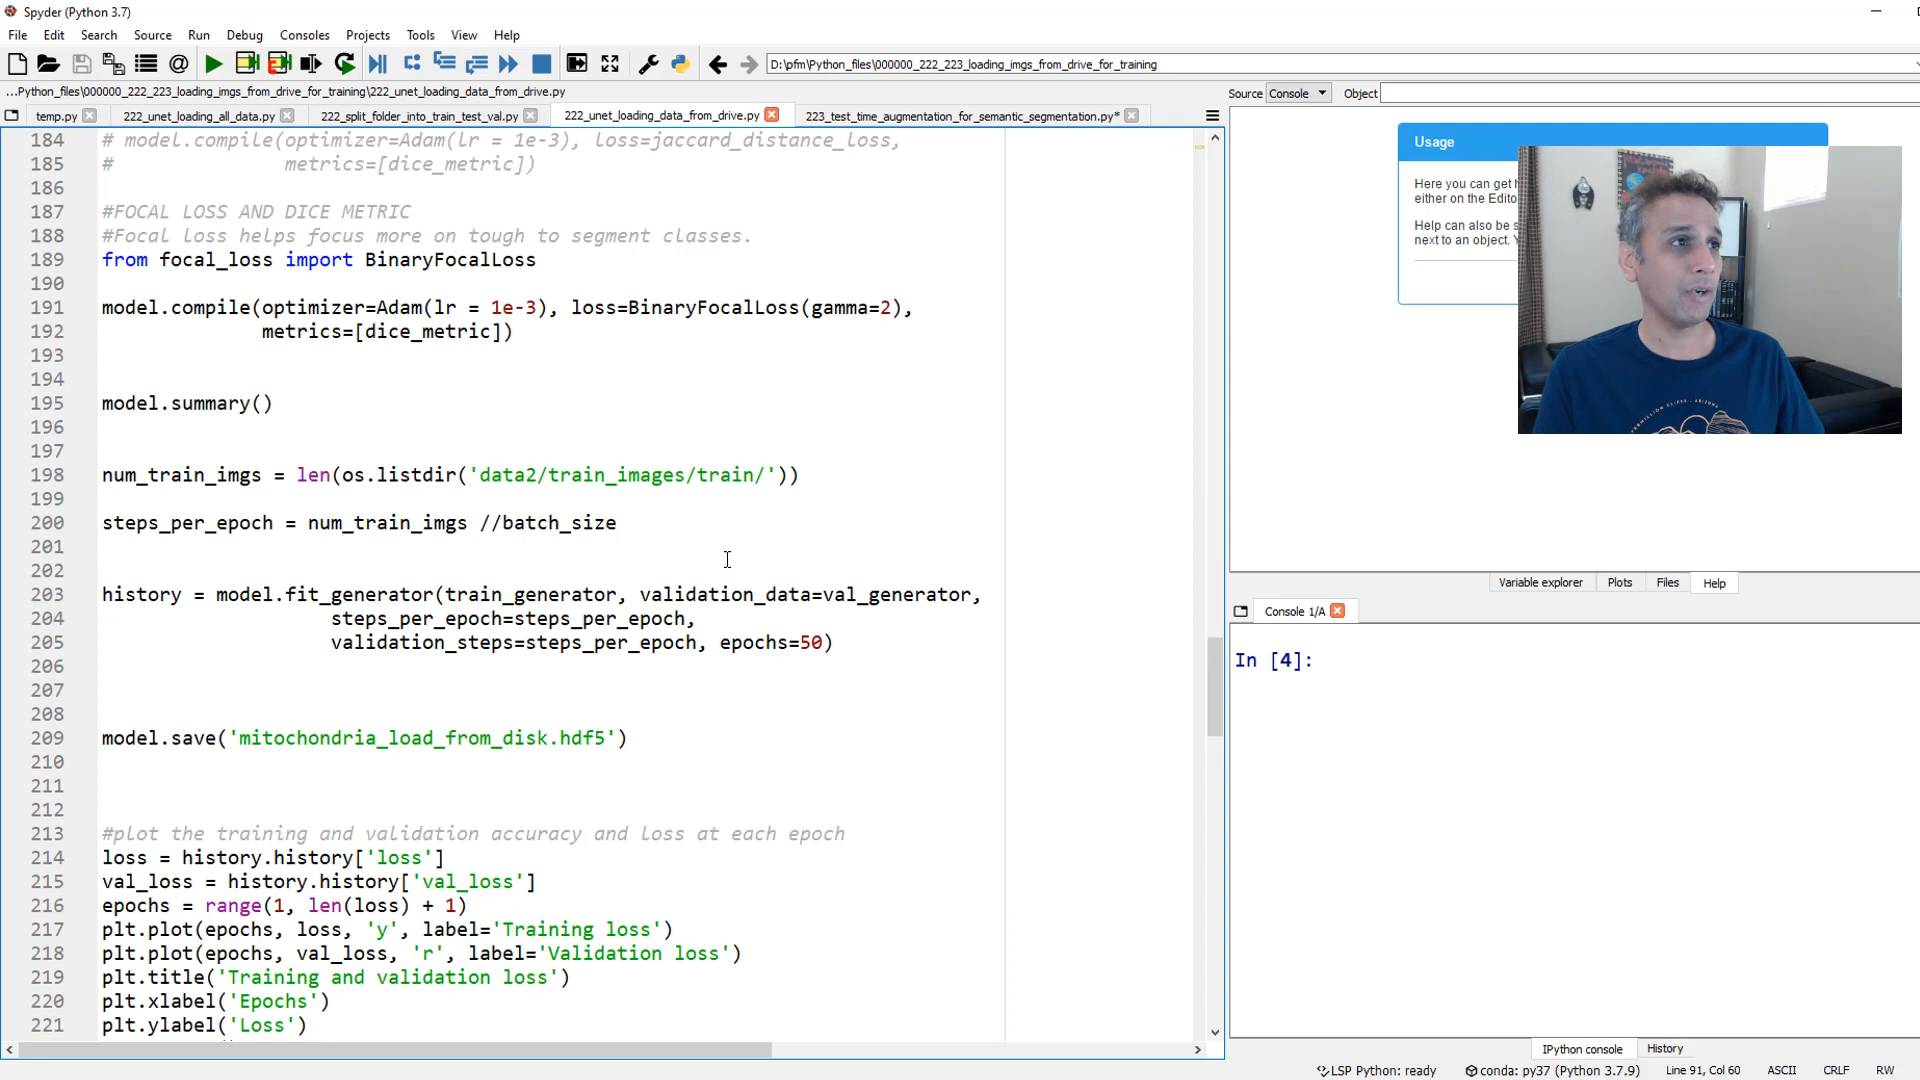 Spyder (Python 3.7)
File Edit Search Source Run Debug Consoles Projects Tools View Help
D:\pfm\Python_files\000000_222_223_loading_imgs_from_drive_for_training
...Python_files\000000_222_223_loading_imgs_from_drive_for_training\222_unet_loading_data_from_drive.py
Source Console Object
temp.py 222_unet_loading_all_data.py 222_split_folder_into_train_test_val.py 222_unet_loading_data_from_drive.py 223_test_time_augmentation_for_semantic_segmentation.py*
184 # model.compile(optimizer=Adam(lr = 1e-3), loss=jaccard_distance_loss,
185 #               metrics=[dice_metric])
186
187 #FOCAL LOSS AND DICE METRIC
188 #Focal loss helps focus more on tough to segment classes.
189 from focal_loss import BinaryFocalLoss
190
191 model.compile(optimizer=Adam(lr = 1e-3), loss=BinaryFocalLoss(gamma=2),
192               metrics=[dice_metric])
193
194
195 model.summary()
196
197
198 num_train_imgs = len(os.listdir('data2/train_images/train/'))
199
200 steps_per_epoch = num_train_imgs //batch_size
201
202
203 history = model.fit_generator(train_generator, validation_data=val_generator,
204                     steps_per_epoch=steps_per_epoch,
205                     validation_steps=steps_per_epoch, epochs=50)
206
207
208
209 model.save('mitochondria_load_from_disk.hdf5')
210
211
212
213 #plot the training and validation accuracy and loss at each epoch
214 loss = history.history['loss']
215 val_loss = history.history['val_loss']
216 epochs = range(1, len(loss) + 1)
217 plt.plot(epochs, loss, 'y', label='Training loss')
218 plt.plot(epochs, val_loss, 'r', label='Validation loss')
219 plt.title('Training and validation loss')
220 plt.xlabel('Epochs')
221 plt.ylabel('Loss')
Usage
Here you can get
either on the Edito
Help can also be s
next to an object. Y
Variable explorer Plots Files Help
Console 1/A
In [4]:
IPython console History
LSP Python: ready conda: py37 (Python 3.7.9) Line 91, Col 60 ASCII CRLF RW